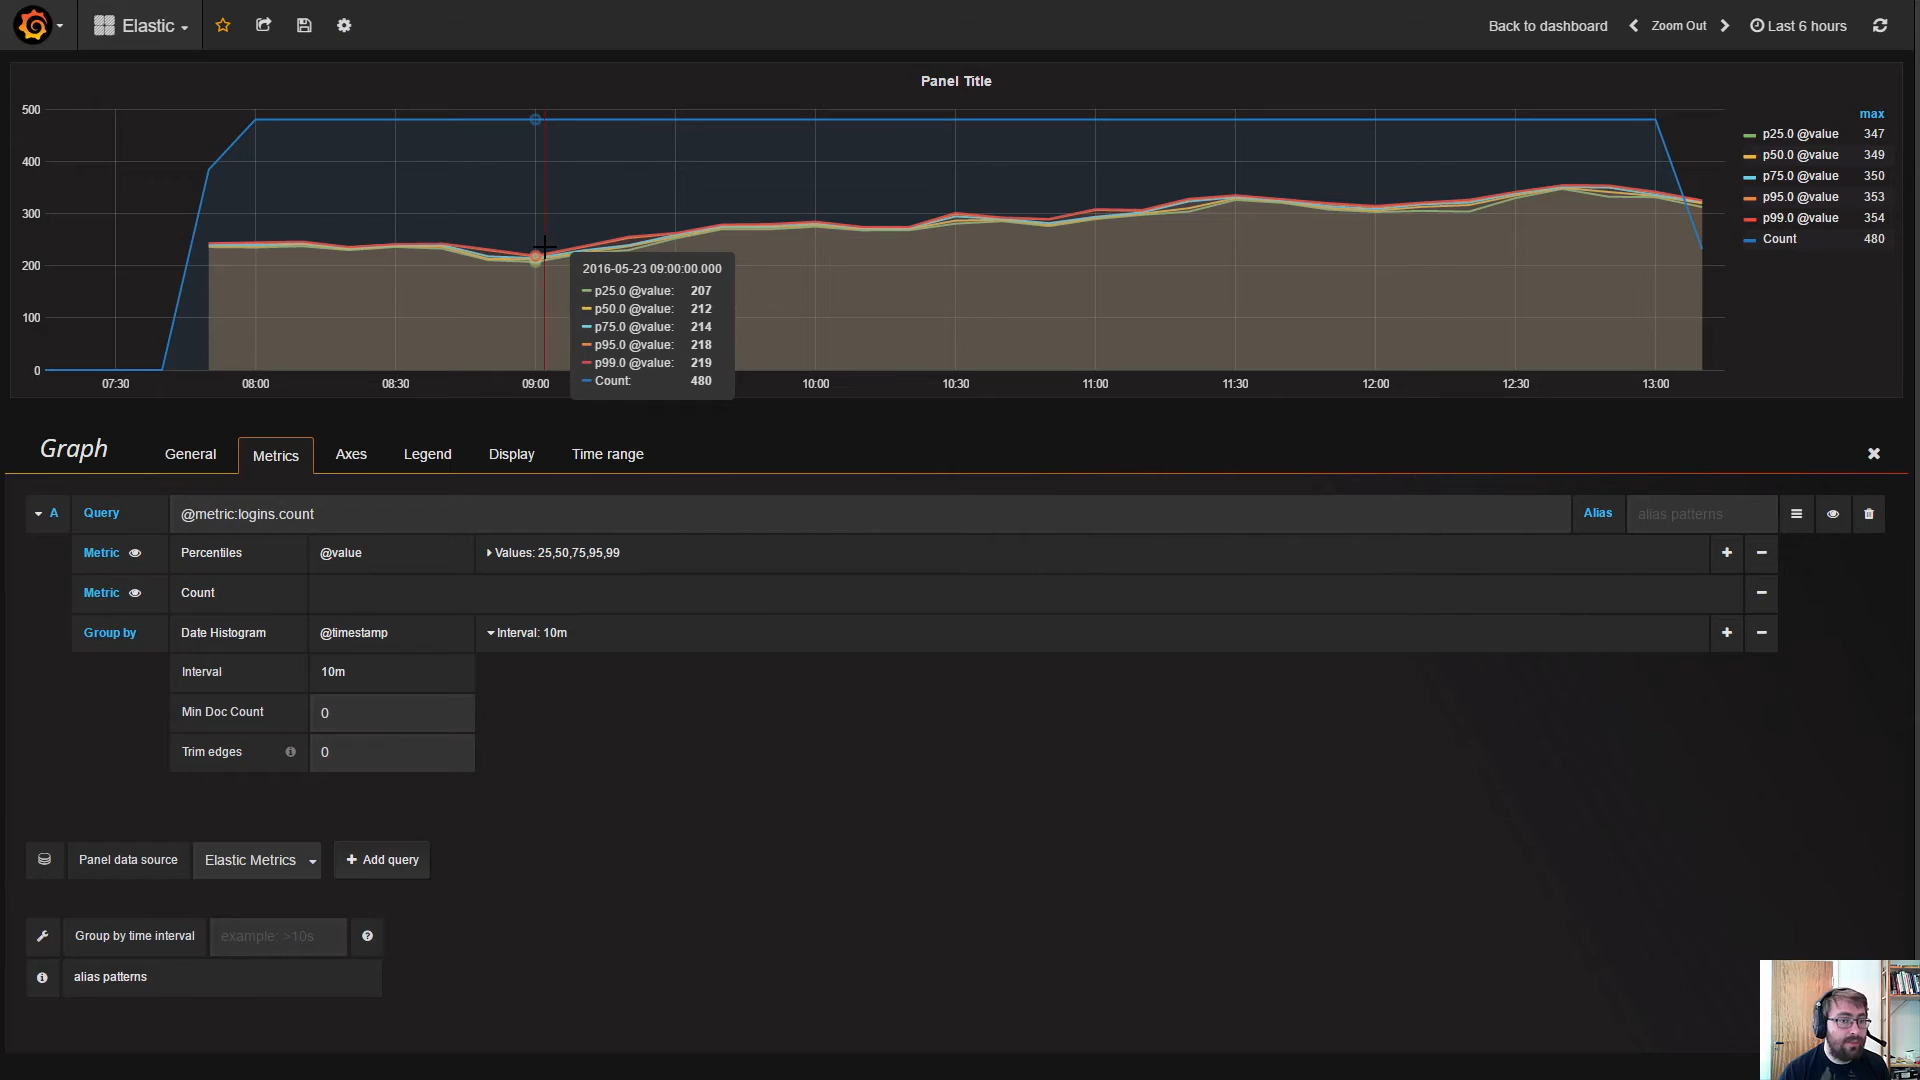 Elastic
Back to dashboard
Zoom Out
Last 6 hours
Panel Title
500
400
300
200
100
0
07:30
08:00
08:30
09:00
10:00
10:30
11:00
11:30
12:00
12:30
13:00
max
p25.0 @value 347
p50.0 @value 349
p75.0 @value 350
p95.0 @value 353
p99.0 @value 354
Count 480
2016-05-23 09:00:00.000
p25.0 @value: 207
p50.0 @value: 212
p75.0 @value: 214
p95.0 @value: 218
p99.0 @value: 219
Count: 480
Graph
General
Metrics
Axes
Legend
Display
Time range
A Query @metric:logins.count Alias alias patterns
Metric Percentiles @value Values: 25,50,75,95,99
Metric Count
Group by Date Histogram @timestamp Interval: 10m
Interval 10m
Min Doc Count 0
Trim edges 0
Panel data source Elastic Metrics Add query
Group by time interval example: >10s
alias patterns